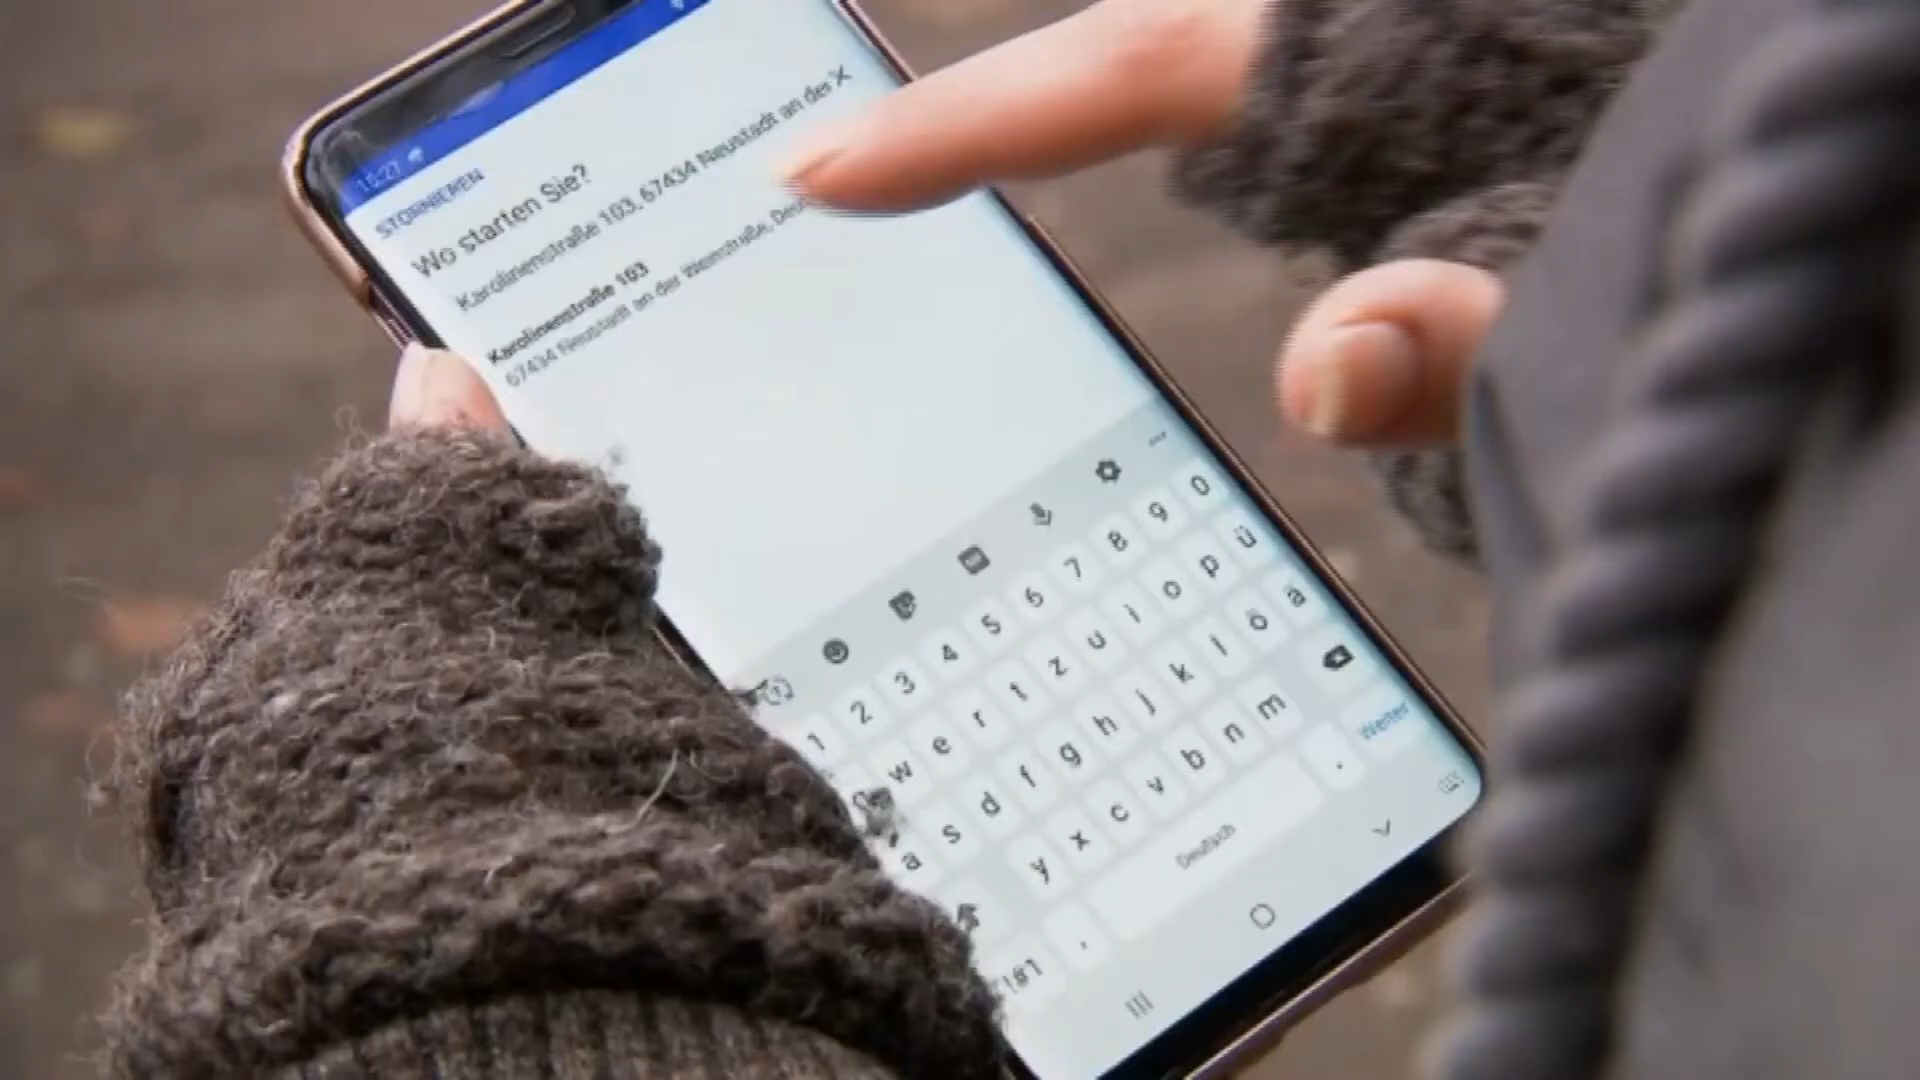 STORNIEREN
Wo starten Sie?
Karolinenstraße 103, 67434 Neustadt an der
Karolinenstraße 103
67434 Neustadt an der Weinstraße,
1 2 3 4 5 6 7 8 9 0
w e r t z u i o p ü
a s d f g h j k l ö ä
y x c v b n m
!#1 , Deutsch . Weiter